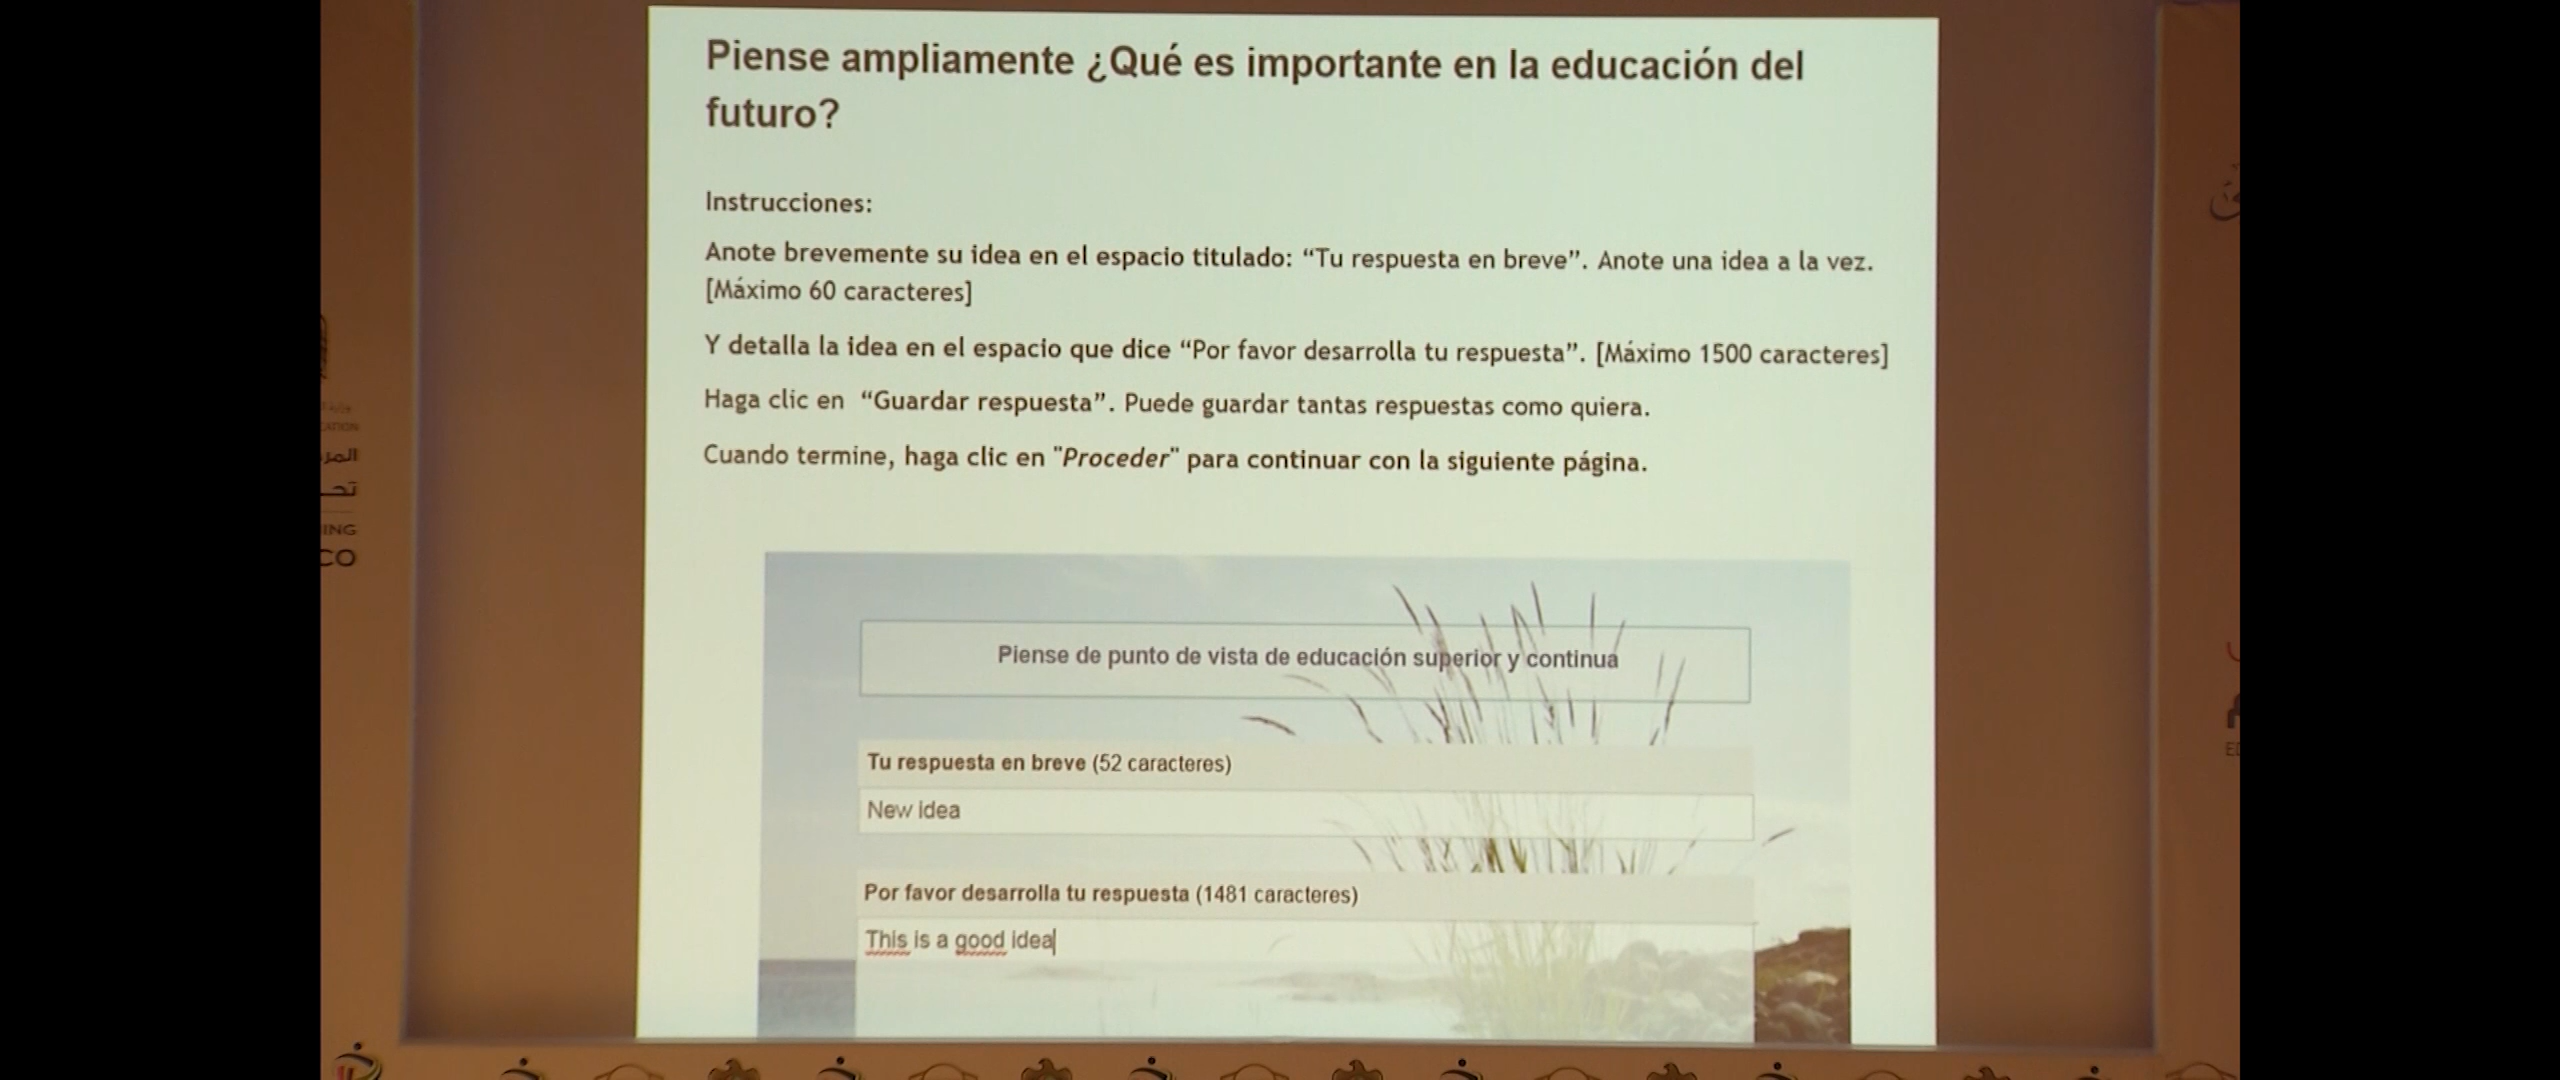 Piense ampliamente ¿Qué es importante en la educación del
futuro?
Instrucciones:
Anote brevemente su idea en el espacio titulado: “Tu respuesta en breve”. Anote una idea a la vez.
[Máximo 60 caracteres]
Y detalla la idea en el espacio que dice “Por favor desarrolla tu respuesta”. [Máximo 1500 caracteres]
Haga clic en “Guardar respuesta”. Puede guardar tantas respuestas como quiera.
Cuando termine, haga clic en "Proceder" para continuar con la siguiente página.
Piense de punto de vista de educación superior y continua
Tu respuesta en breve (52 caracteres)
New idea
Por favor desarrolla tu respuesta (1481 caracteres)
This is a good idea
CATION
ING
CO